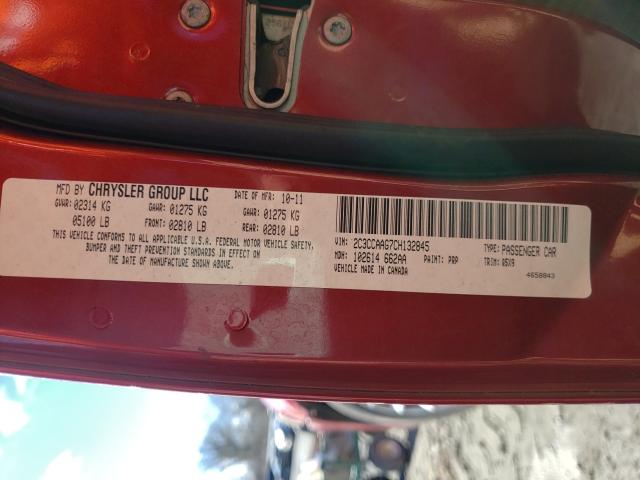 MFD BY CHRYSLER GROUP LLC DATE OF MFR: 10-11
GVWR: 02314 KG GAWR: 01275 KG GAWR: 01275 KG
05100 LB FRONT: 02810 LB REAR: 02810 LB
THIS VEHICLE CONFORMS TO ALL APPLICABLE U.S.A. FEDERAL MOTOR VEHICLE SAFETY,
BUMPER AND THEFT PREVENTION STANDARDS IN EFFECT ON
THE DATE OF MANUFACTURE SHOWN ABOVE.
VIN: 2C3CCAAG7CH132845 TYPE: PASSENGER CAR
MDH: 102614 662AA PAINT: PRP TRIM: 05X9
VEHICLE MADE IN CANADA
4658843